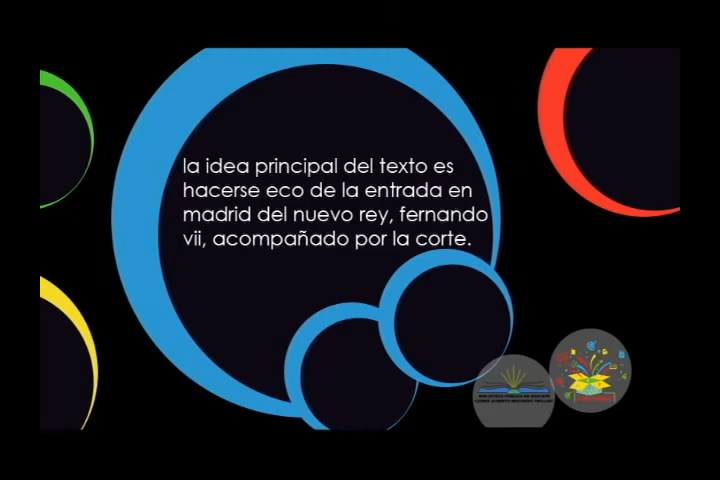 la idea principal del texto es
hacerse eco de la entrada en
madrid del nuevo rey, fernando
vii, acompañado por la corte.